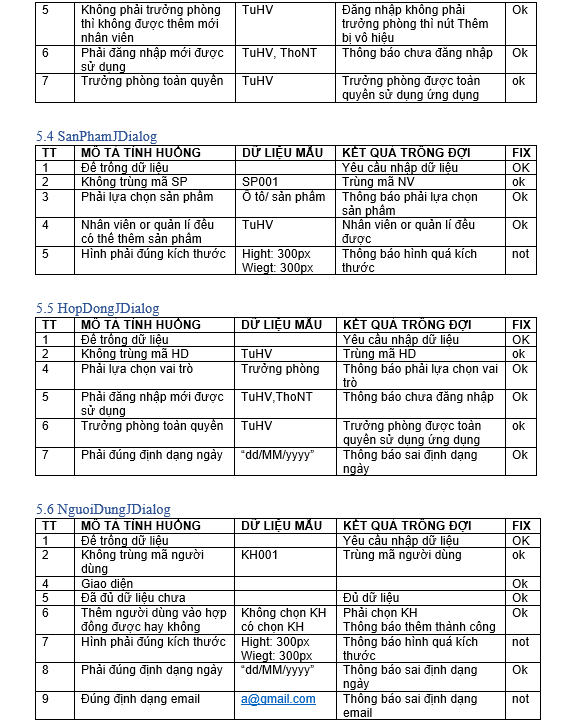 5 Không phải trưởng phòng TuHV Đăng nhập không phải Ok
thì không được thêm mới trưởng phòng thì nút Thêm
nhân viên bị vô hiệu
6 Phải đăng nhập mới được TuHV, ThoNT Thông báo chưa đăng nhập Ok
sử dụng
7 Trưởng phòng toàn quyền TuHV Trưởng phòng được toàn ok
quyền sử dụng ứng dụng
5.4 SanPhamJDialog
TT MÔ TẢ TÌNH HUỐNG DỮ LIỆU MẪU KẾT QUẢ TRÔNG ĐỢI FIX
1 Để trống dữ liệu Yêu cầu nhập dữ liệu OK
2 Không trùng mã SP SP001 Trùng mã NV ok
3 Phải lựa chọn sản phẩm Ô tô/ sản phẩm Thông báo phải lựa chọn Ok
sản phẩm
4 Nhân viên or quản lí đều TuHV Nhân viên or quản lí đều Ok
có thể thêm sản phẩm được
5 Hình phải đúng kích thước Hight: 300px Thông báo hình quá kích not
Wiegt: 300px thước
5.5 HopDongJDialog
TT MÔ TẢ TÌNH HUỐNG DỮ LIỆU MẪU KẾT QUẢ TRÔNG ĐỢI FIX
1 Để trống dữ liệu Yêu cầu nhập dữ liệu OK
2 Không trùng mã HD TuHV Trùng mã HD ok
4 Phải lựa chọn vai trò Trưởng phòng Thông báo phải lựa chọn vai Ok
trò
5 Phải đăng nhập mới được TuHV,ThoNT Thông báo chưa đăng nhập Ok
sử dụng
6 Trưởng phòng toàn quyền TuHV Trưởng phòng được toàn ok
quyền sử dụng ứng dụng
7 Phải đúng định dạng ngày “dd/MM/yyyy” Thông báo sai định dạng Ok
ngày
5.6 NguoiDungJDialog
TT MÔ TẢ TÌNH HUỐNG DỮ LIỆU MẪU KẾT QUẢ TRÔNG ĐỢI FIX
1 Để trống dữ liệu Yêu cầu nhập dữ liệu OK
2 Không trùng mã người KH001 Trùng mã người dùng ok
dùng
4 Giao diện Ok
5 Đã đủ dữ liệu chưa Đủ dữ liệu Ok
6 Thêm người dùng vào hợp Không chọn KH Phải chọn KH Ok
đồng được hay không có chọn KH Thông báo thêm thành công
7 Hình phải đúng kích thước Hight: 300px Thông báo hình quá kích not
Wiegt: 300px thước
8 Phải đúng định dạng ngày “dd/MM/yyyy” Thông báo sai định dạng Ok
ngày
9 Đúng định dạng email a@gmail.com Thông báo sai định dạng not
email